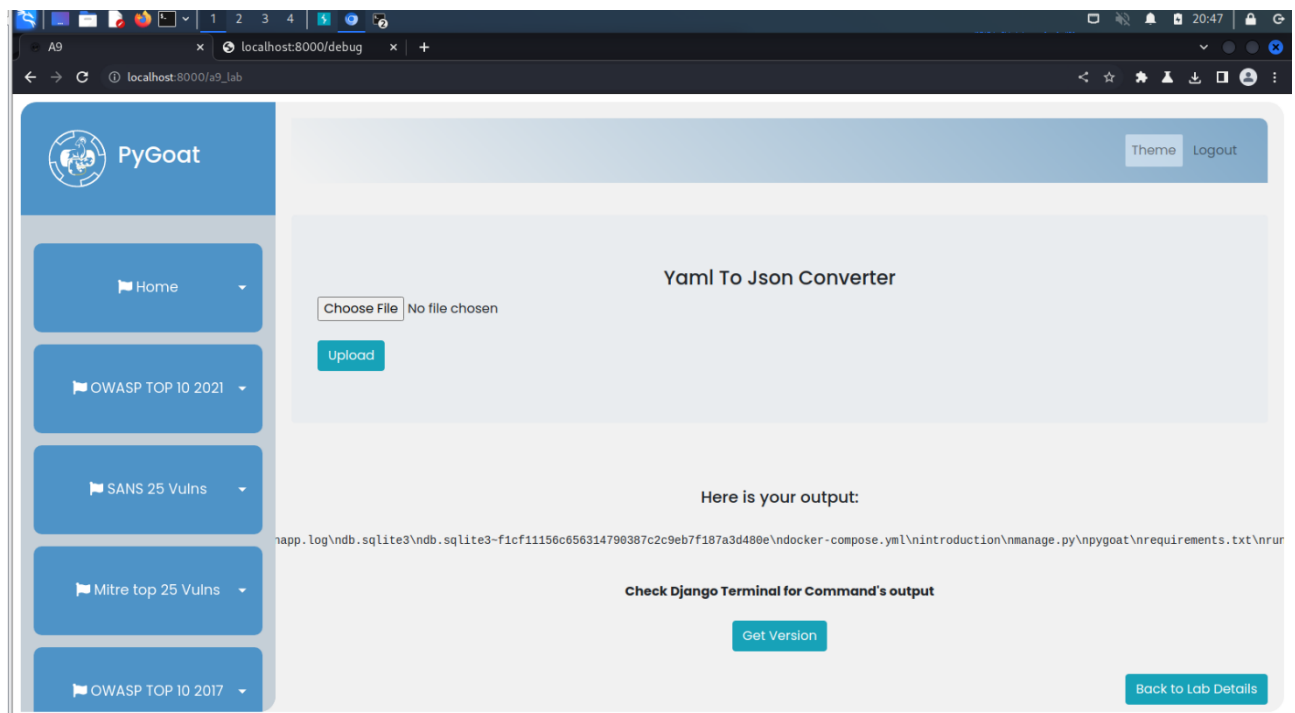 1 2 3 4 20:47
A9 localhost:8000/debug
localhost:8000/a9_lab
PyGoat
Theme Logout
Home
Yaml To Json Converter
Choose File No file chosen
Upload
OWASP TOP 10 2021
SANS 25 Vulns
Here is your output:
napp.log\ndb.sqlite3\ndb.sqlite3~f1cf11156c656314790387c2c9eb7f187a3d480e\ndocker-compose.yml\nintroduction\nmanage.py\npygoat\nrequirements.txt\nrun
Mitre top 25 Vulns
Check Django Terminal for Command's output
Get Version
OWASP TOP 10 2017
Back to Lab Details